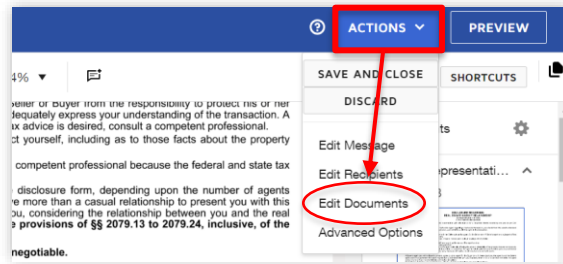 ACTIONS
PREVIEW
4%
SAVE AND CLOSE
SHORTCUTS
DISCARD
Seller or Buyer from the responsibility to protect his or her
dequately express your understanding of the transaction. A
ax advice is desired, consult a competent professional.
ct yourself, including as to those facts about the property
competent professional because the federal and state tax
disclosure form, depending upon the number of agents
ve more than a casual relationship to present you with this
ou, considering the relationship between you and the real
e provisions of §§ 2079.13 to 2079.24, inclusive, of the
negotiable.
Edit Message
ts
Edit Recipients
epresentati...
Edit Documents
Advanced Options